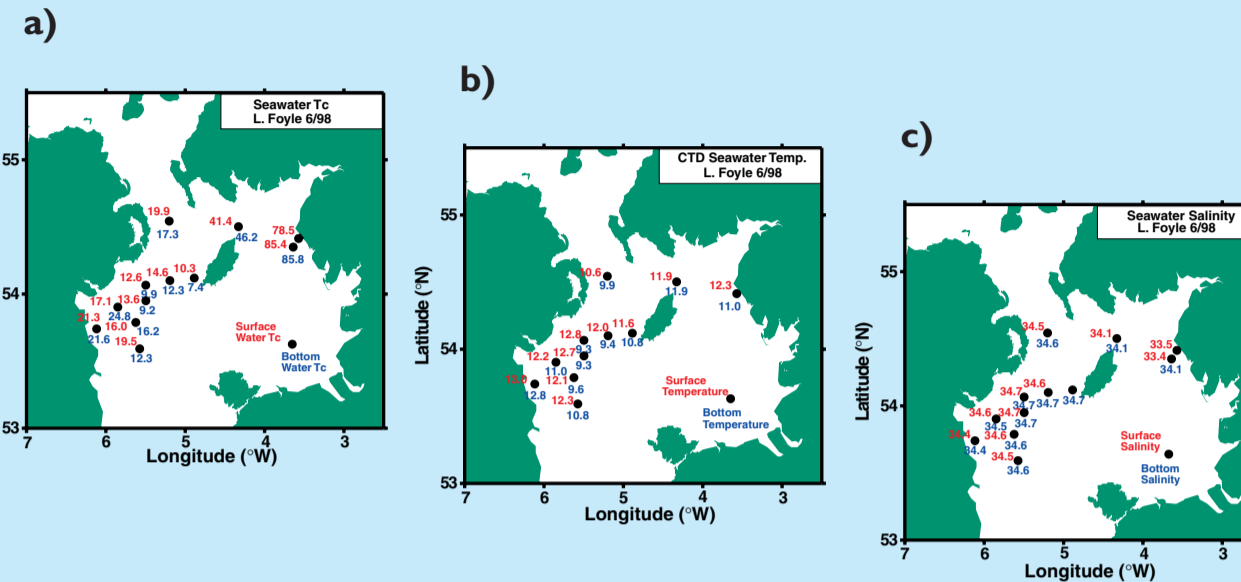 a)
Seawater Tc
L. Foyle 6/98
55
54
53
19.9
17.3
41.4
46.2
78.5
85.4
85.8
12.6
14.6
10.3
9.9
12.3
7.4
17.1
13.6
24.8
9.2
21.3
16.0
21.6
16.2
19.5
12.3
Surface
Water Tc
Bottom
Water Tc
7 6 5 4 3
Longitude (°W)
b)
CTD Seawater Temp.
L. Foyle 6/98
Latitude (°N)
55
54
53
10.6
9.9
11.9
11.9
12.3
11.0
12.8
12.0
11.6
9.3
9.4
10.8
12.2
12.7
11.0
9.3
12.1
12.8
9.6
12.3
10.8
Surface
Temperature
Bottom
Temperature
7 6 5 4 3
Longitude (°W)
c)
Seawater Salinity
L. Foyle 6/98
Latitude (°N)
55
54
53
34.5
34.6
34.1
34.1
33.5
33.4
34.1
34.7
34.6
34.7
34.7
34.7
34.6
34.7
34.5
34.7
34.4
34.6
34.4
34.6
34.5
34.6
Surface
Salinity
Bottom
Salinity
7 6 5 4 3
Longitude (°W)